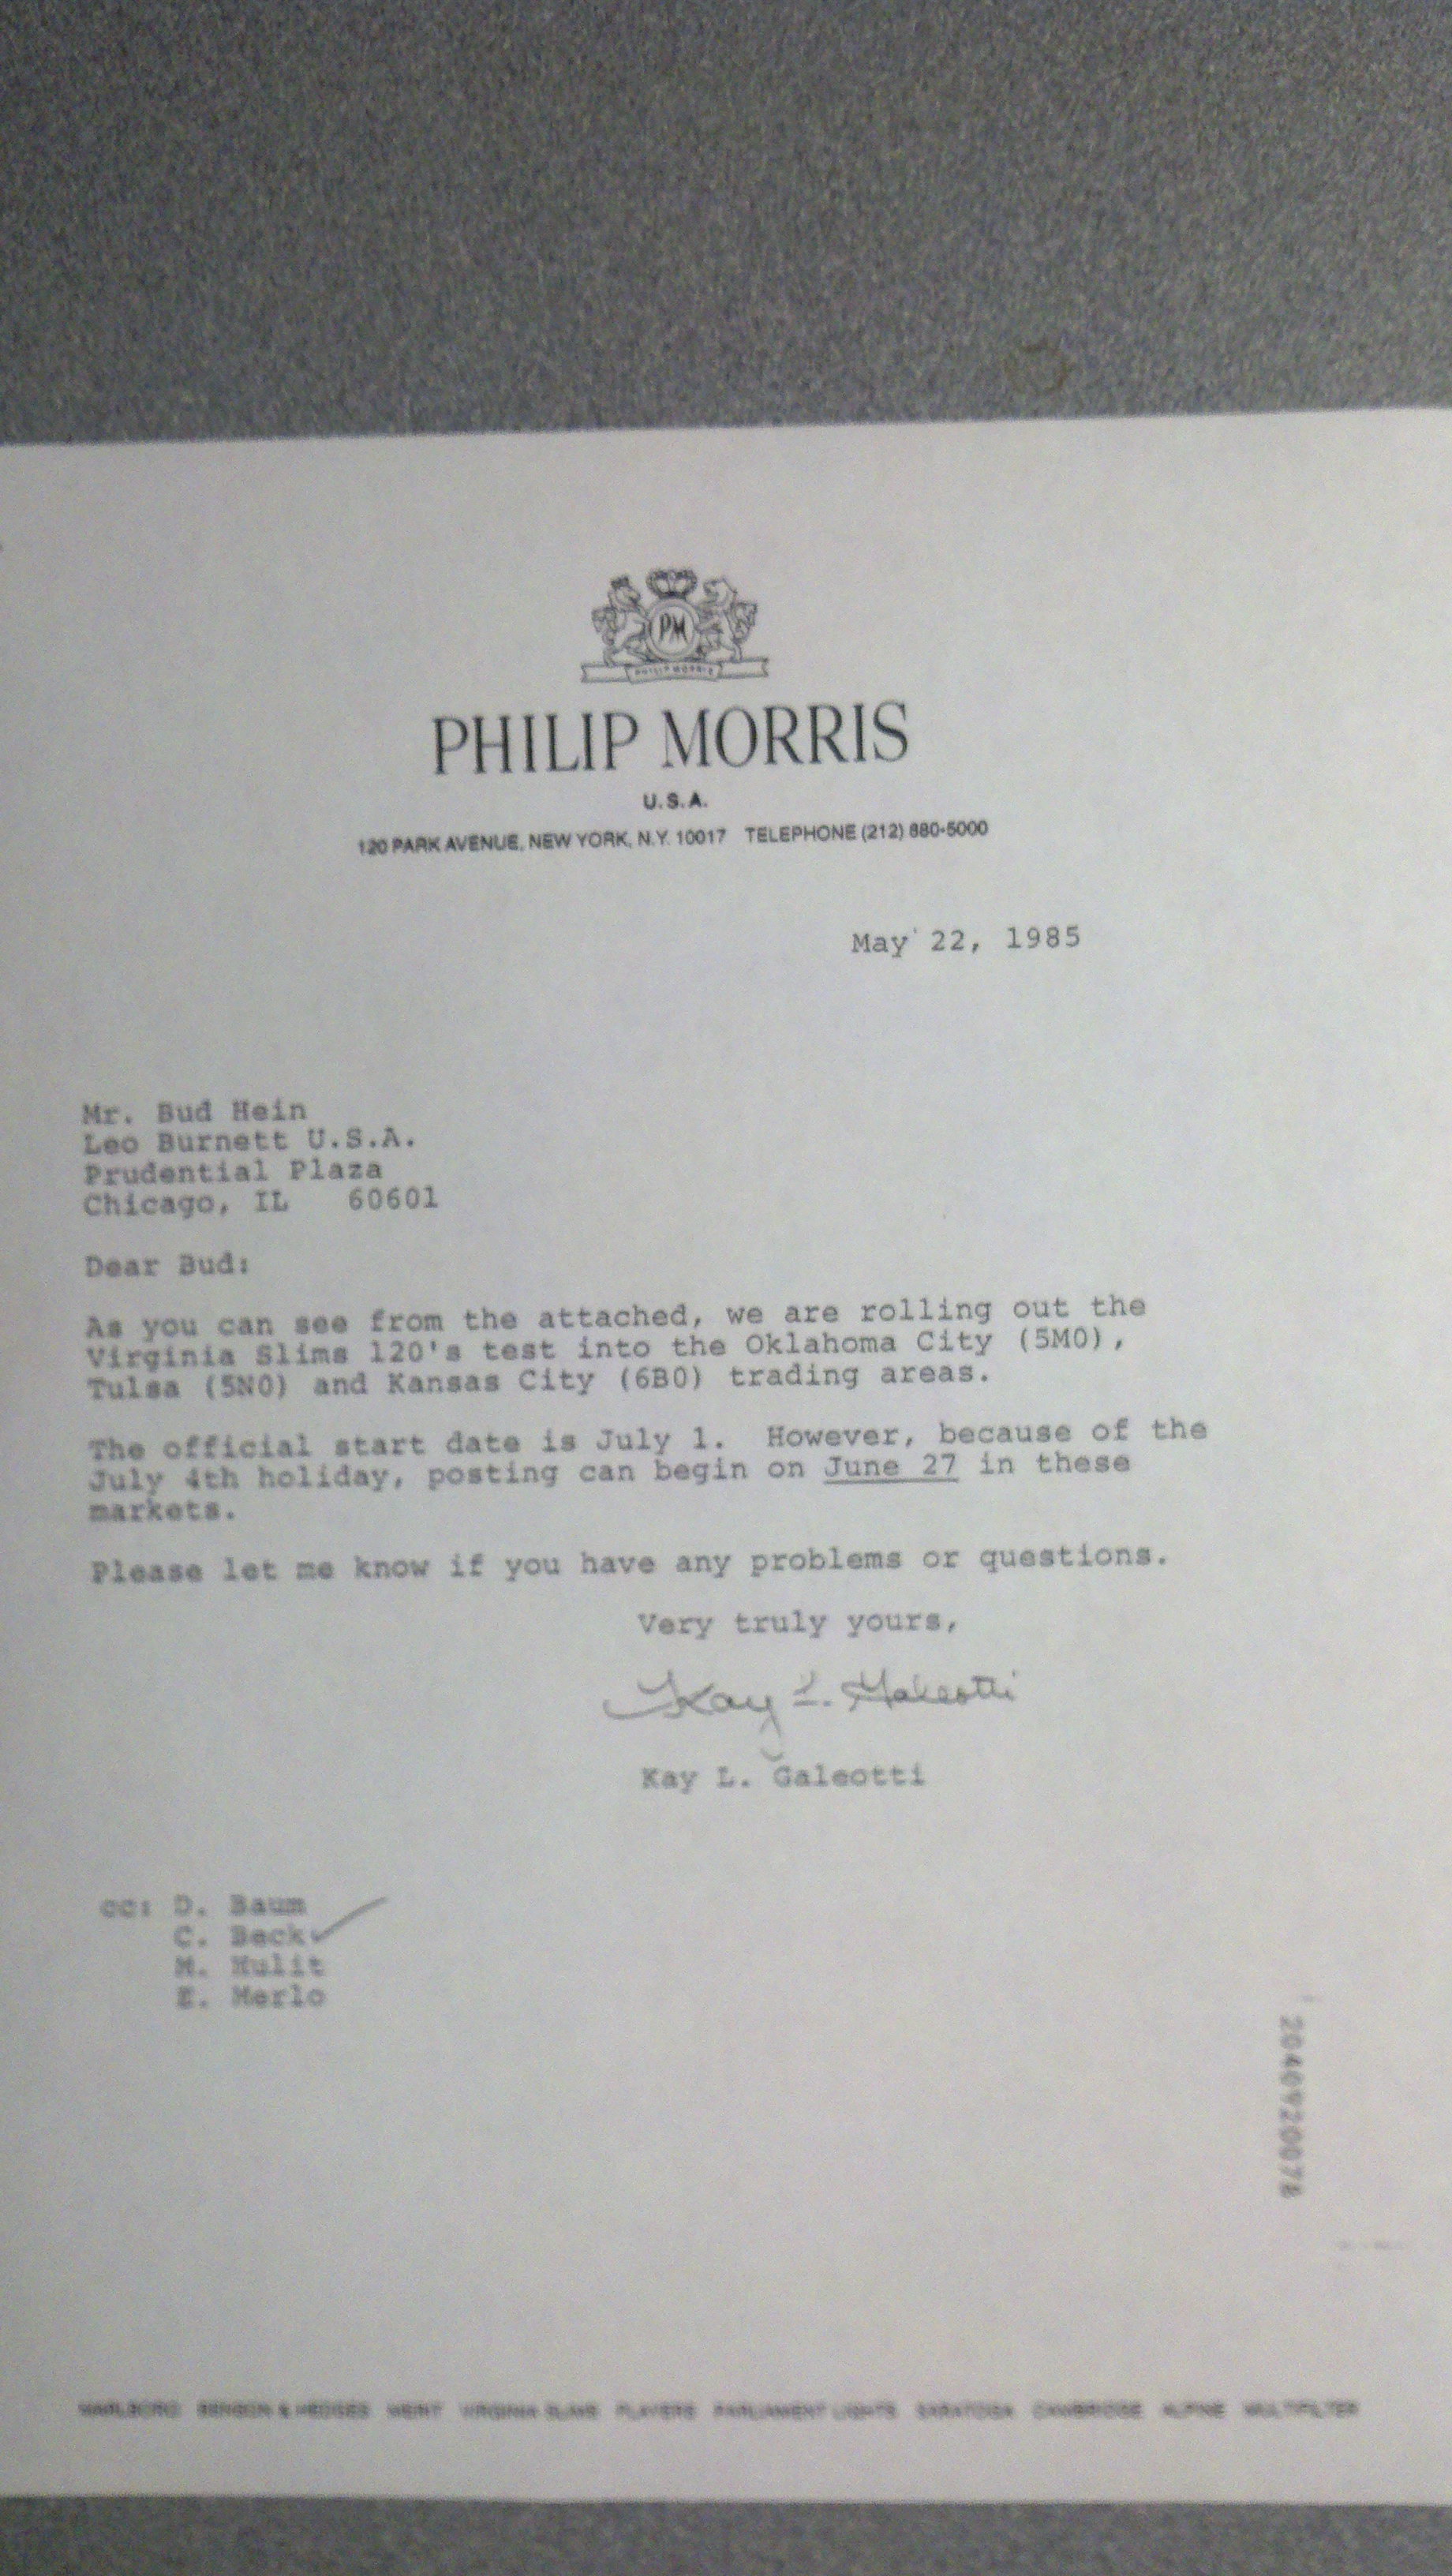 PM
PHILIP MORRIS
PHILIP MORRIS
U.S.A.
120 PARK AVENUE, NEW YORK, N.Y. 10017 TELEPHONE (212) 880-5000
May 22, 1985
Mr. Bud Hein
Leo Burnett U.S.A.
Prudential Plaza
Chicago, IL 60601
Dear Bud:
As you can see from the attached, we are rolling out the
Virginia Slims 120's test into the Oklahoma City (5M0),
Tulsa (5N0) and Kansas City (6B0) trading areas.
The official start date is July 1. However, because of the
July 4th holiday, posting can begin on June 27 in these
markets.
Please let me know if you have any problems or questions.
Very truly yours,
Kay L. Galeotti
Kay L. Galeotti
cc: D. Baum
C. Beck
M. Hulit
E. Merlo
2040920078
MARLBORO BENSON & HEDGES MERIT VIRGINIA SLIMS PLAYERS PARLIAMENT LIGHTS SARATOGA CAMBRIDGE ALPINE MULTIFILTER